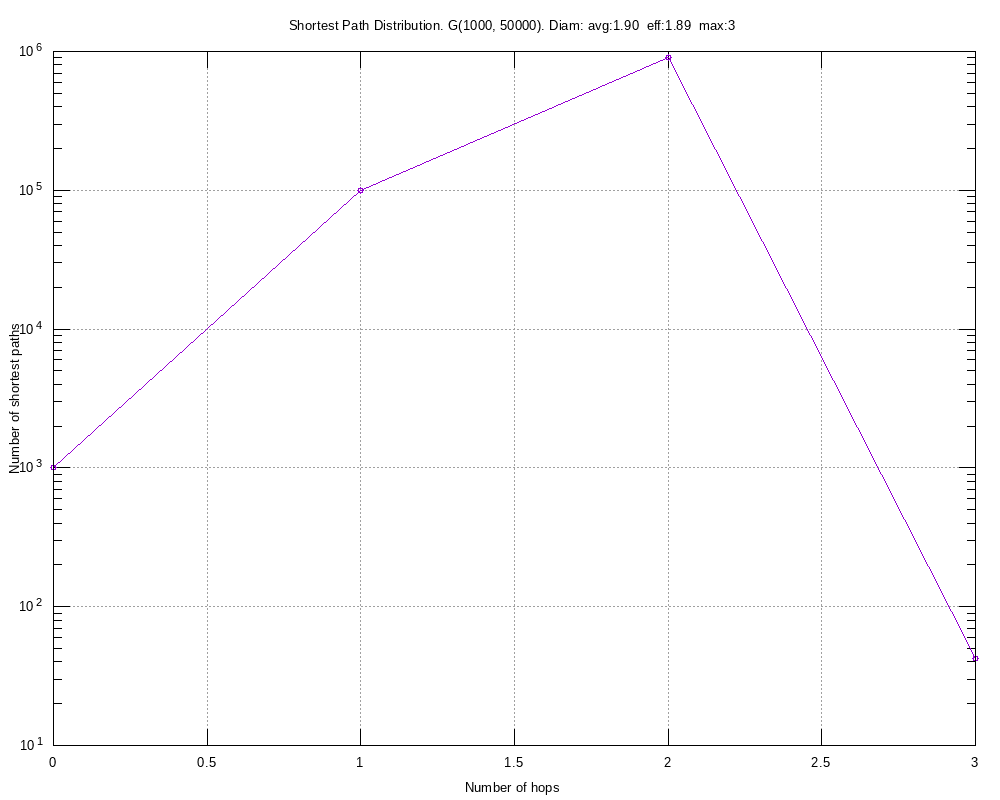 Shortest Path Distribution. G(1000, 50000). Diam: avg:1.90  eff:1.89  max:3
10^6
10^5
10^4
10^3
10^2
10^1
Number of shortest paths
0 0.5 1 1.5 2 2.5 3
Number of hops